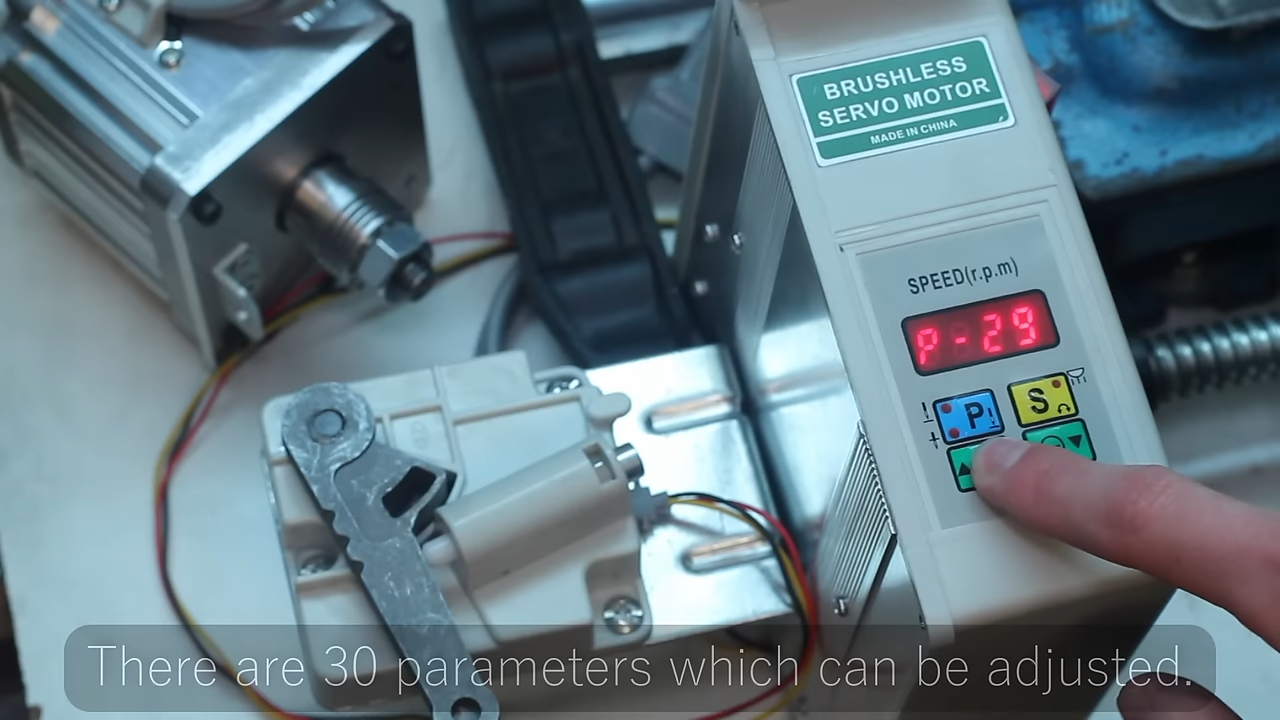 BRUSHLESS
SERVO MOTOR
MADE IN CHINA
SPEED(r.p.m)
P-29
P
S
There are 30 parameters which can be adjusted.